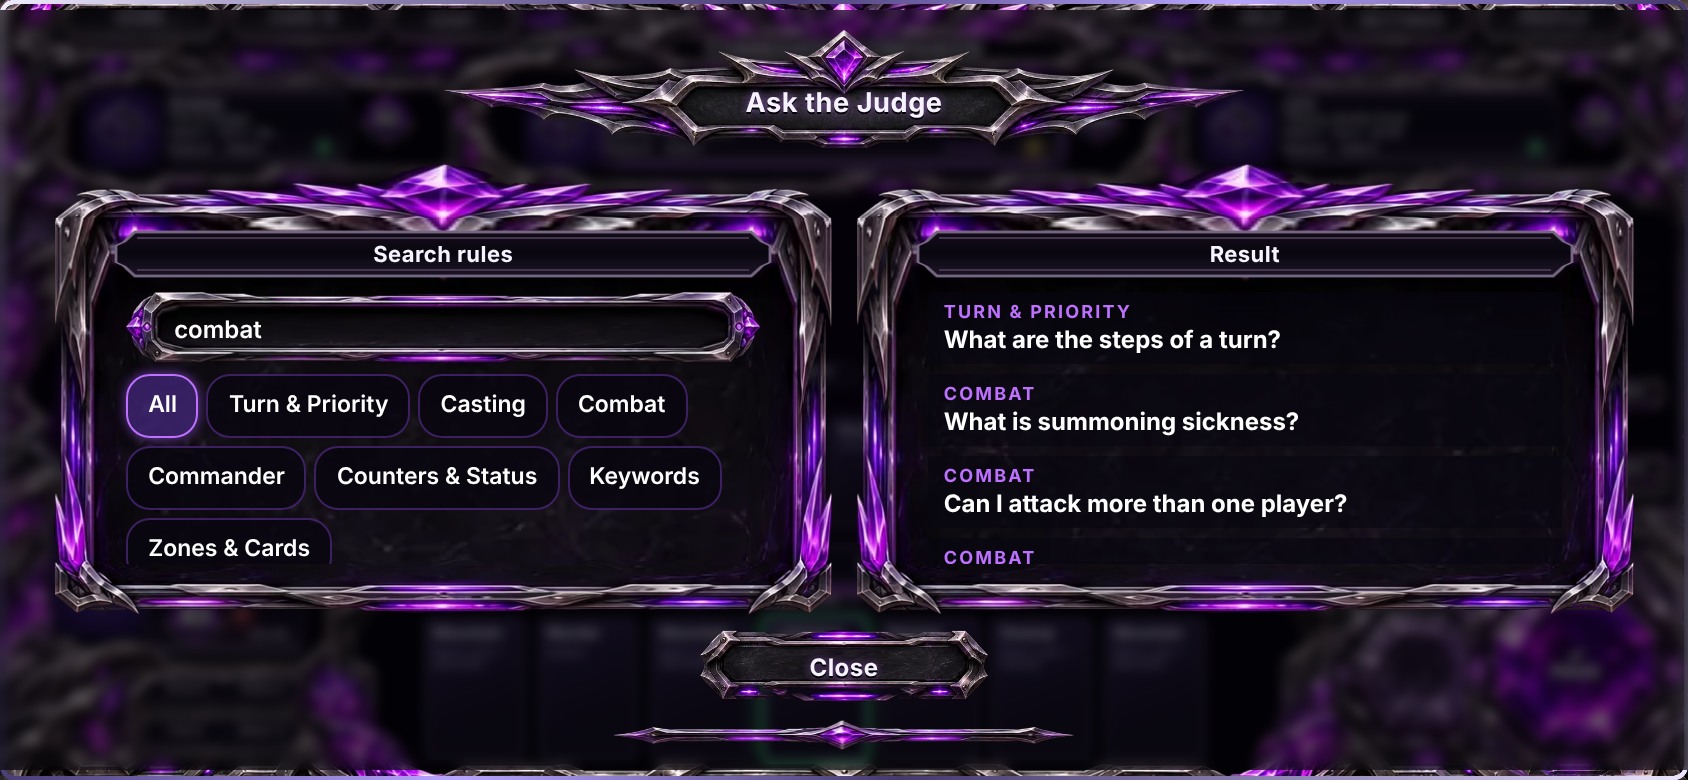 Ask the Judge
Search rules
combat
All
Turn & Priority
Casting
Combat
Commander
Counters & Status
Keywords
Zones & Cards
Result
TURN & PRIORITY
What are the steps of a turn?
COMBAT
What is summoning sickness?
COMBAT
Can I attack more than one player?
COMBAT
Close